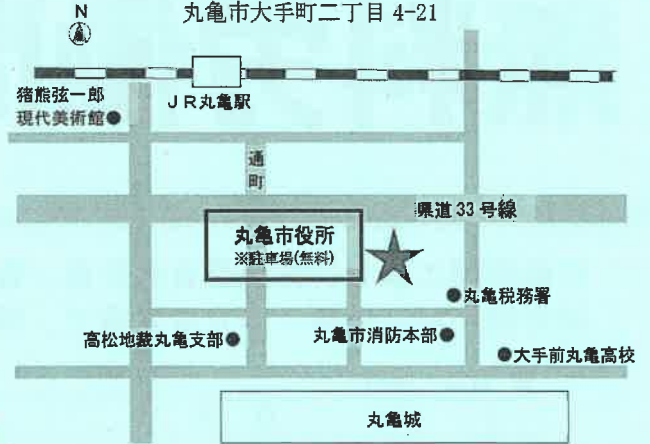 丸亀市大手町二丁目 4-21
N
猪熊弦一郎
現代美術館
JR丸亀駅
通町
県道33号線
丸亀市役所
※駐車場(無料)
丸亀税務署
高松地裁丸亀支部
丸亀市消防本部
大手前丸亀高校
丸亀城